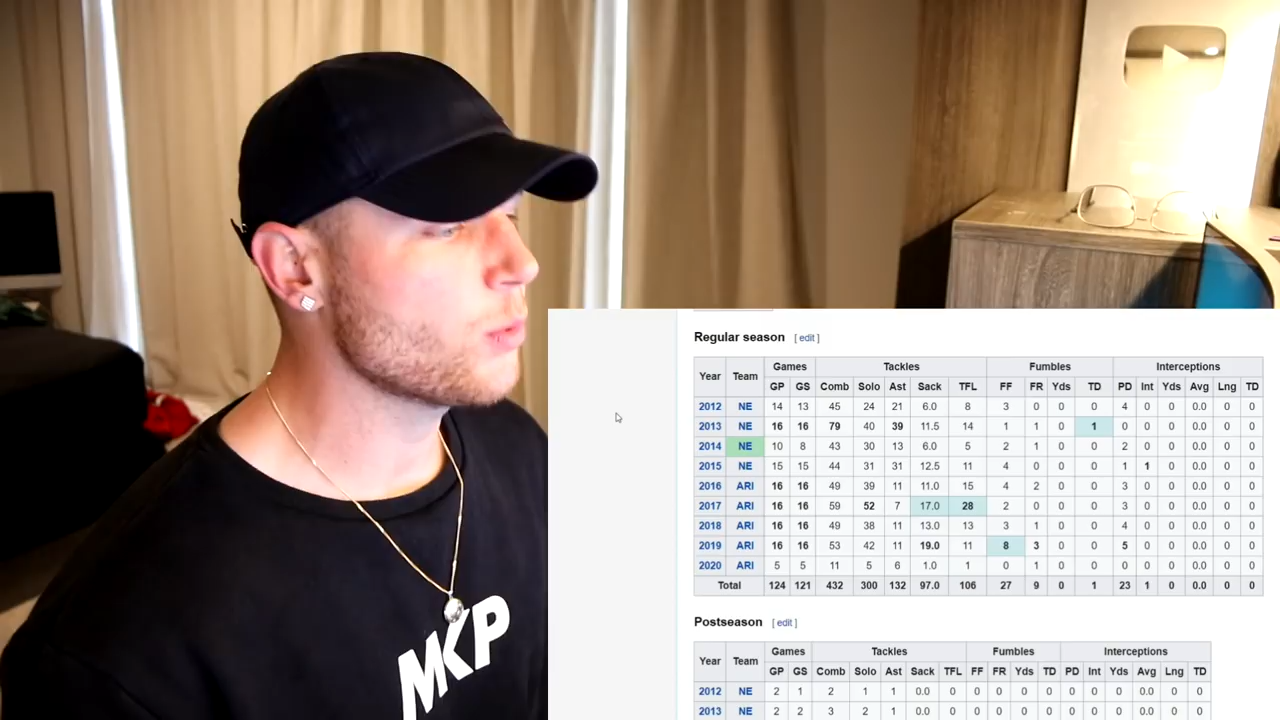 MKP
Regular season [ edit ]
Year Team Games Tackles Fumbles Interceptions
GP GS Comb Solo Ast Sack TFL FF FR Yds TD PD Int Yds Avg Lng TD
2012 NE 14 13 45 24 21 6.0 8 3 0 0 0 4 0 0 0.0 0 0
2013 NE 16 16 79 40 39 11.5 14 1 1 0 1 0 0 0 0.0 0 0
2014 NE 10 8 43 30 13 6.0 5 2 1 0 0 2 0 0 0.0 0 0
2015 NE 15 15 44 31 31 12.5 11 4 0 0 0 1 1 0 0.0 0 0
2016 ARI 16 16 49 39 11 11.0 15 4 2 0 0 3 0 0 0.0 0 0
2017 ARI 16 16 59 52 7 17.0 28 2 0 0 0 3 0 0 0.0 0 0
2018 ARI 16 16 49 38 11 13.0 13 3 1 0 0 4 0 0 0.0 0 0
2019 ARI 16 16 53 42 11 19.0 11 8 3 0 0 5 0 0 0.0 0 0
2020 ARI 5 5 11 5 6 1.0 1 0 1 0 0 0 0 0 0.0 0 0
Total 124 121 432 300 132 97.0 106 27 9 0 1 23 1 0 0.0 0 0
Postseason [ edit ]
Year Team Games Tackles Fumbles Interceptions
GP GS Comb Solo Ast Sack TFL FF FR Yds TD PD Int Yds Avg Lng TD
2012 NE 2 1 2 1 1 0.0 0 0 0 0 0 0 0 0 0.0 0 0
2013 NE 2 2 3 2 1 0.0 0 0 0 0 0 0 0 0 0.0 0 0